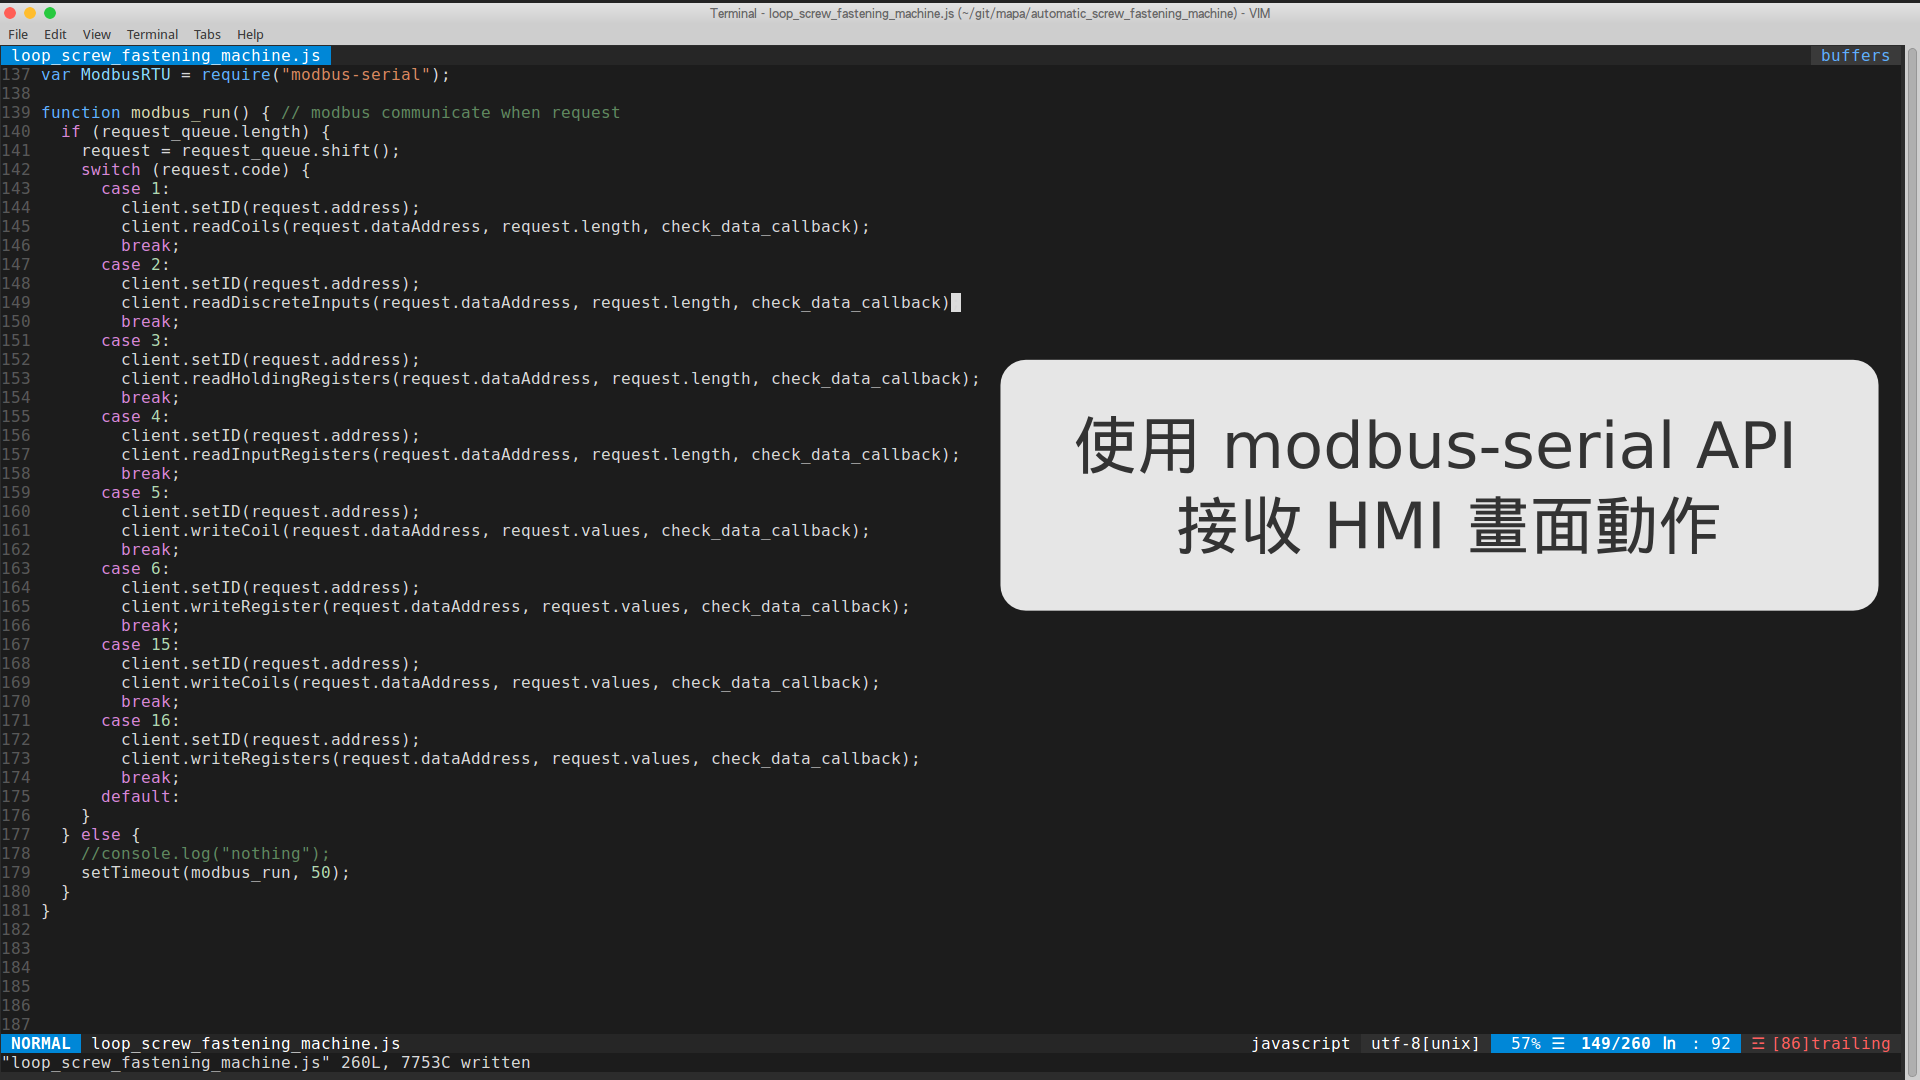 Terminal - loop_screw_fastening_machine.js (~/git/mapa/automatic_screw_fastening_machine) - VIM
File Edit View Terminal Tabs Help
loop_screw_fastening_machine.js buffers
137 var ModbusRTU = require("modbus-serial");
138
139 function modbus_run() { // modbus communicate when request
140   if (request_queue.length) {
141     request = request_queue.shift();
142     switch (request.code) {
143       case 1:
144         client.setID(request.address);
145         client.readCoils(request.dataAddress, request.length, check_data_callback);
146         break;
147       case 2:
148         client.setID(request.address);
149         client.readDiscreteInputs(request.dataAddress, request.length, check_data_callback)
150         break;
151       case 3:
152         client.setID(request.address);
153         client.readHoldingRegisters(request.dataAddress, request.length, check_data_callback);
154         break;
155       case 4:
156         client.setID(request.address);
157         client.readInputRegisters(request.dataAddress, request.length, check_data_callback);
158         break;
159       case 5:
160         client.setID(request.address);
161         client.writeCoil(request.dataAddress, request.values, check_data_callback);
162         break;
163       case 6:
164         client.setID(request.address);
165         client.writeRegister(request.dataAddress, request.values, check_data_callback);
166         break;
167       case 15:
168         client.setID(request.address);
169         client.writeCoils(request.dataAddress, request.values, check_data_callback);
170         break;
171       case 16:
172         client.setID(request.address);
173         client.writeRegisters(request.dataAddress, request.values, check_data_callback);
174         break;
175       default:
176     }
177   } else {
178     //console.log("nothing");
179     setTimeout(modbus_run, 50);
180   }
181 }
182
183
184
185
186
187
使用 modbus-serial API
接收 HMI 畫面動作
NORMAL loop_screw_fastening_machine.js javascript utf-8[unix] 57% ☰ 149/260 ln : 92 ☲ [86]trailing
"loop_screw_fastening_machine.js" 260L, 7753C written